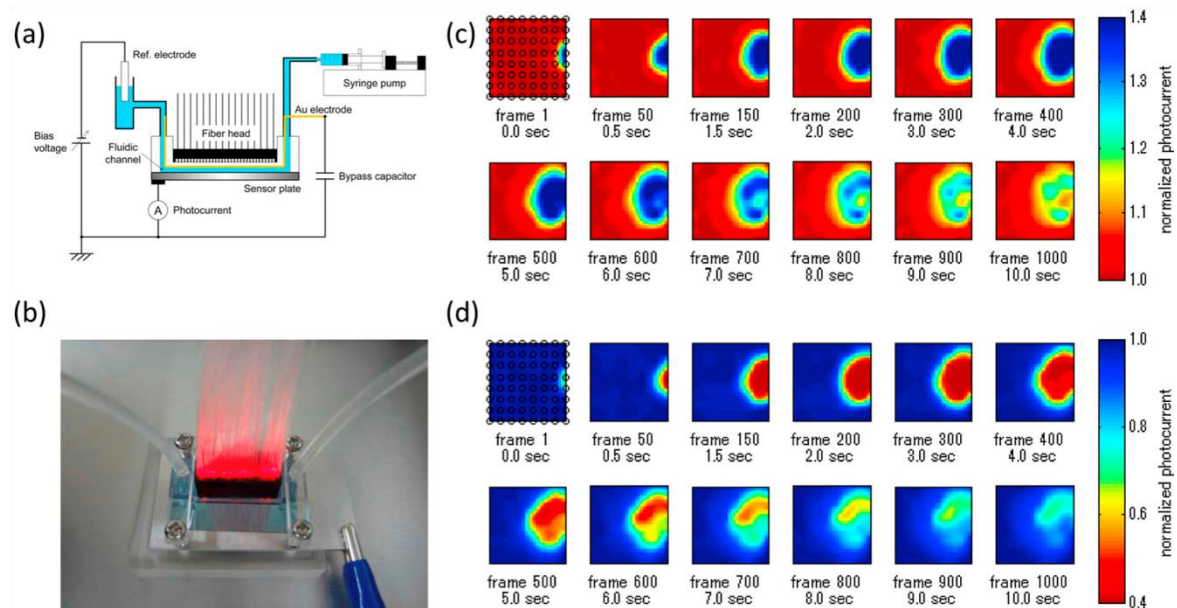 (a)
Ref. electrode
Syringe pump
Au electrode
Fiber head
Bias
voltage
Fluidic
channel
Sensor plate
Bypass capacitor
A
Photocurrent
(b)
(c)
frame 1
0.0 sec
frame 50
0.5 sec
frame 150
1.5 sec
frame 200
2.0 sec
frame 300
3.0 sec
frame 400
4.0 sec
frame 500
5.0 sec
frame 600
6.0 sec
frame 700
7.0 sec
frame 800
8.0 sec
frame 900
9.0 sec
frame 1000
10.0 sec
1.4
1.3
1.2
1.1
1.0
normalized photocurrent
(d)
frame 1
0.0 sec
frame 50
0.5 sec
frame 150
1.5 sec
frame 200
2.0 sec
frame 300
3.0 sec
frame 400
4.0 sec
frame 500
5.0 sec
frame 600
6.0 sec
frame 700
7.0 sec
frame 800
8.0 sec
frame 900
9.0 sec
frame 1000
10.0 sec
1.0
0.8
0.6
0.4
normalized photocurrent